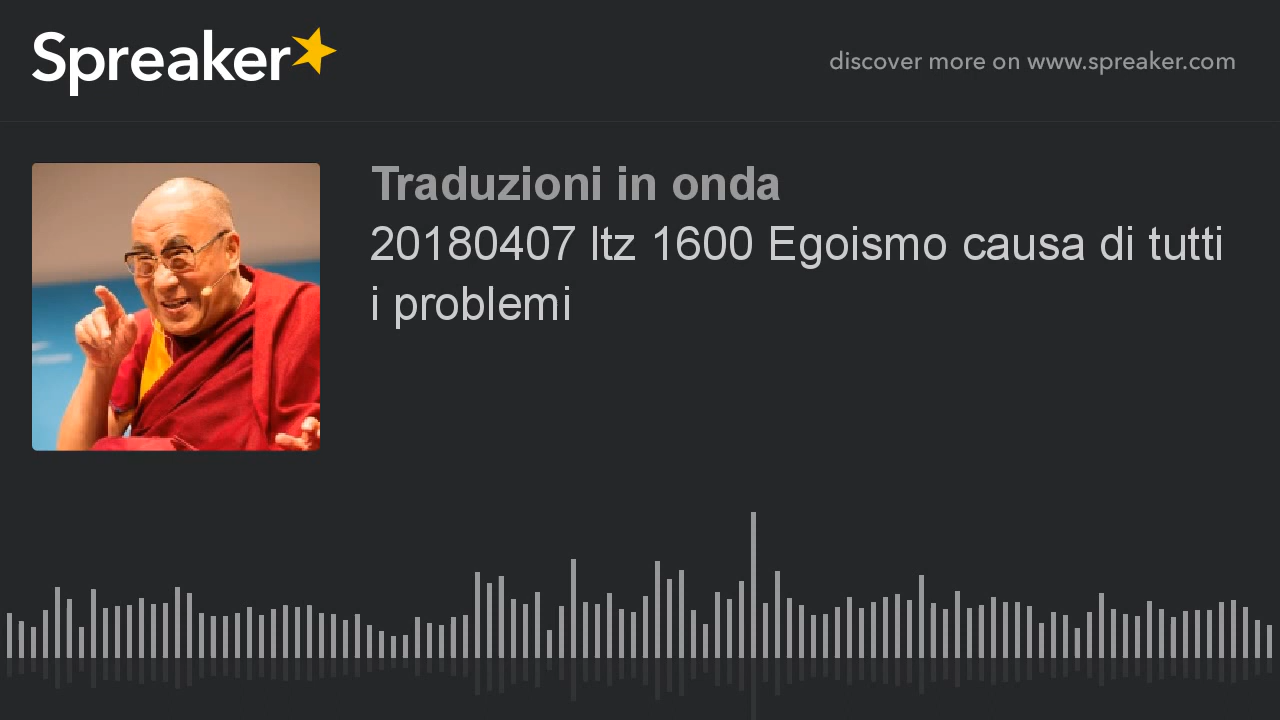 Spreaker
discover more on www.spreaker.com
Traduzioni in onda
20180407 ltz 1600 Egoismo causa di tutti
i problemi